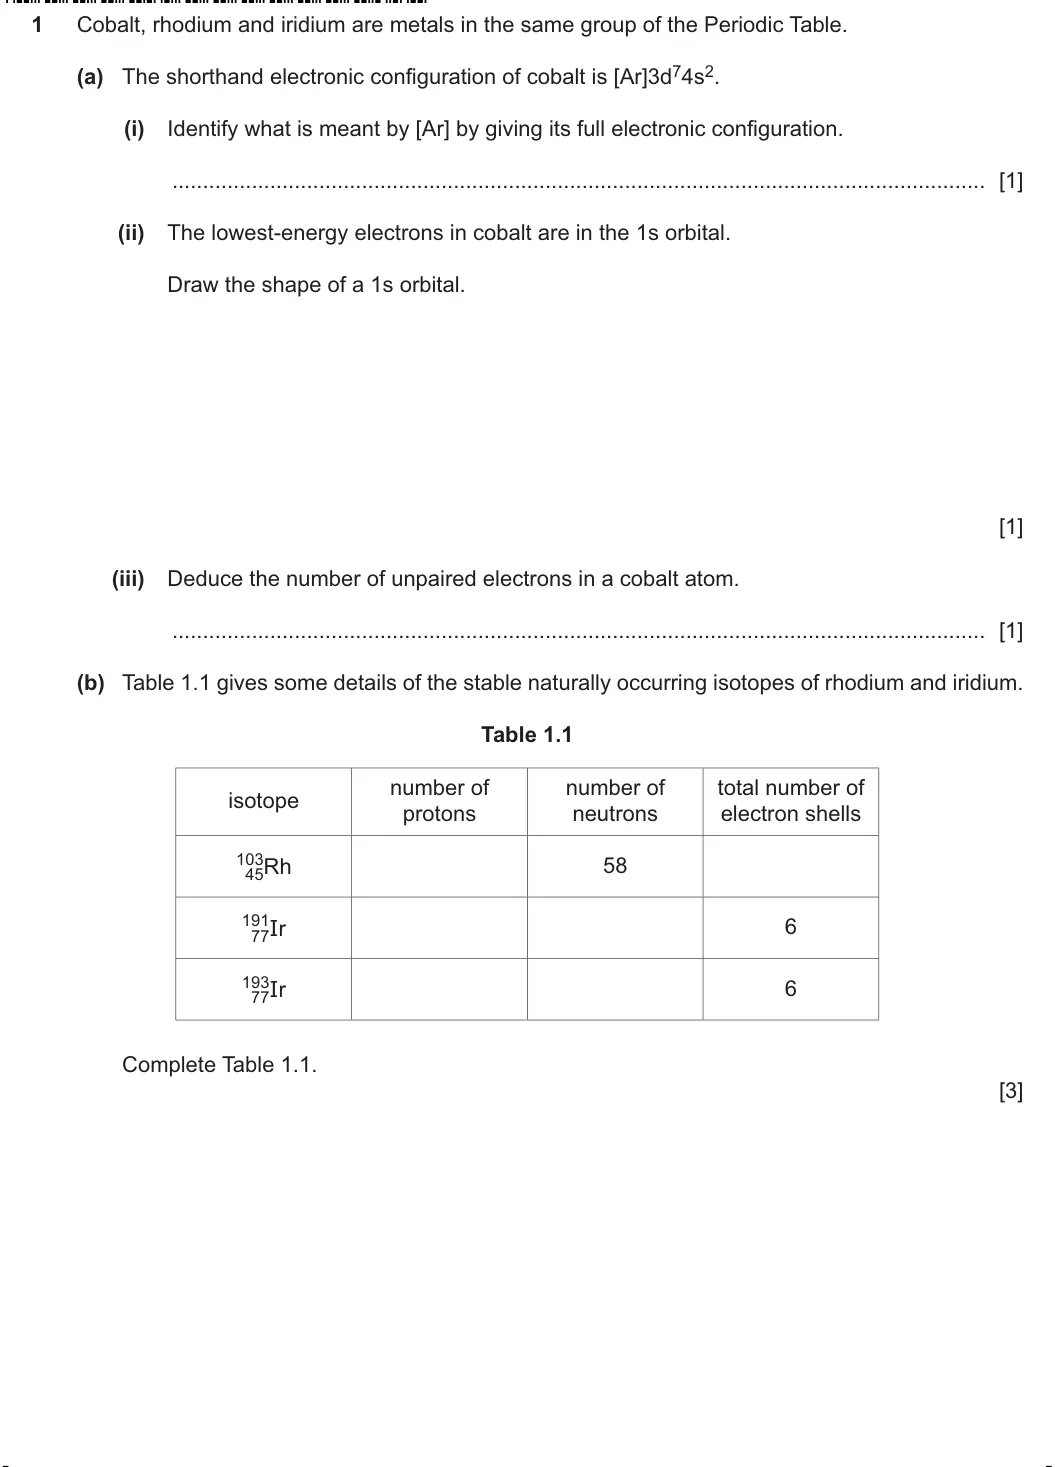 1 Cobalt, rhodium and iridium are metals in the same group of the Periodic Table.
(a) The shorthand electronic configuration of cobalt is [Ar]3d⁷4s².
(i) Identify what is meant by [Ar] by giving its full electronic configuration.
.......................................................................................................................................... [1]
(ii) The lowest-energy electrons in cobalt are in the 1s orbital.
Draw the shape of a 1s orbital.
[1]
(iii) Deduce the number of unpaired electrons in a cobalt atom.
.......................................................................................................................................... [1]
(b) Table 1.1 gives some details of the stable naturally occurring isotopes of rhodium and iridium.
Table 1.1
isotope number of protons number of neutrons total number of electron shells
¹⁰³₄₅Rh 58
¹⁹¹₇₇Ir 6
¹⁹³₇₇Ir 6
Complete Table 1.1.
[3]